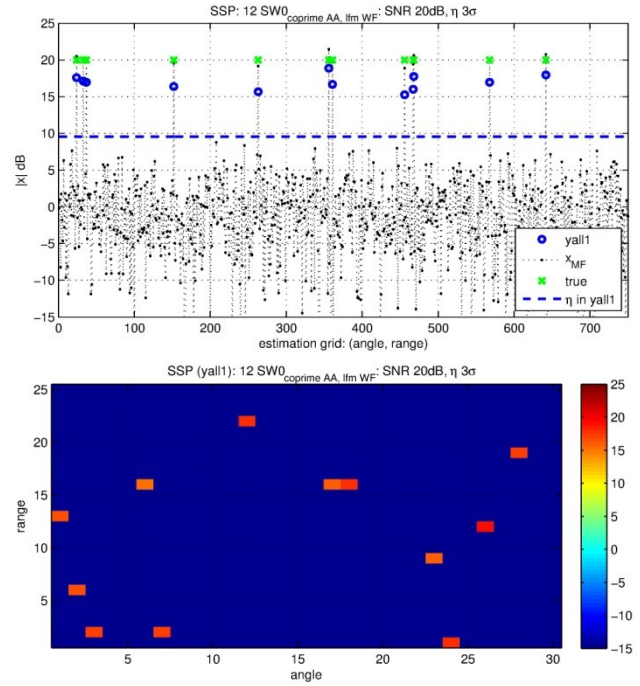 SSP: 12 SW0coprime AA, lfm WF: SNR 20dB, η 3σ
|x| dB
25
20
15
10
5
0
−5
−10
−15
yall1
xMF
true
η in yall1
0 100 200 300 400 500 600 700
estimation grid: (angle, range)
SSP (yall1): 12 SW0coprime AA, lfm WF: SNR 20dB, η 3σ
range
25
20
15
10
5
5 10 15 20 25 30
angle
25
20
15
10
5
0
−5
−10
−15